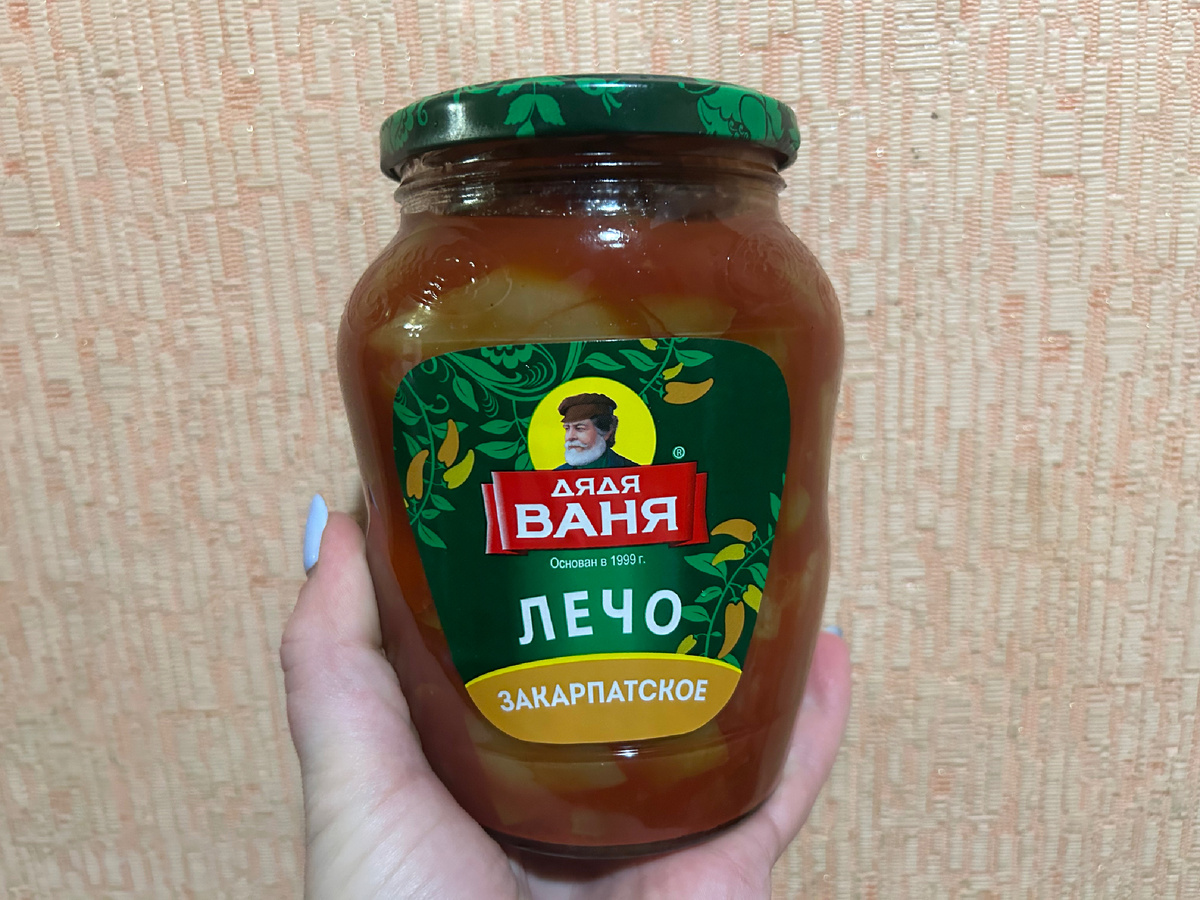 ДЯДЯ
ВАНЯ
®
Основан в 1999 г.
ЛЕЧО
ЗАКАРПАТСКОЕ